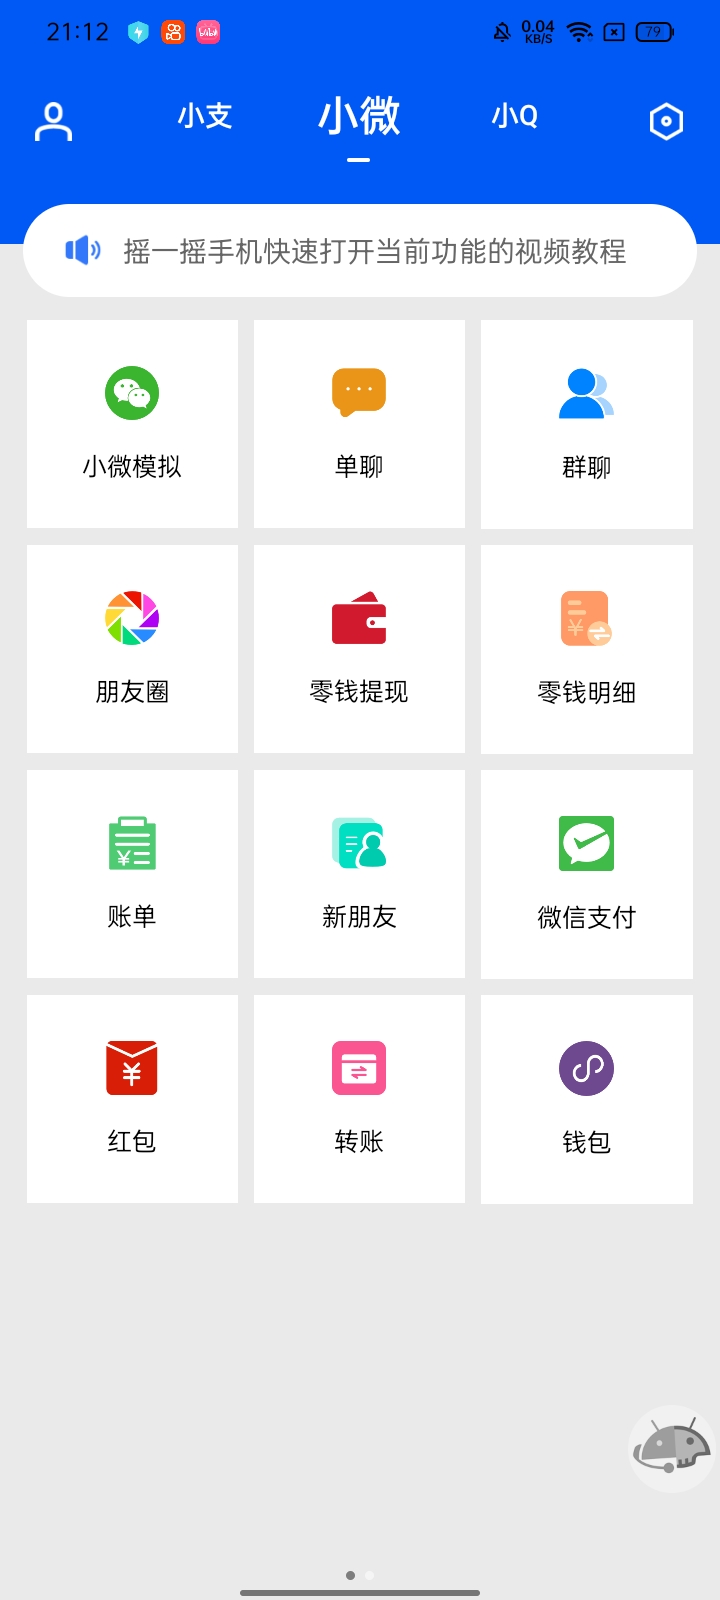 21:12
0.04
KB/S
79
小支
小微
小Q
摇一摇手机快速打开当前功能的视频教程
小微模拟
单聊
群聊
朋友圈
零钱提现
零钱明细
账单
新朋友
微信支付
红包
转账
钱包